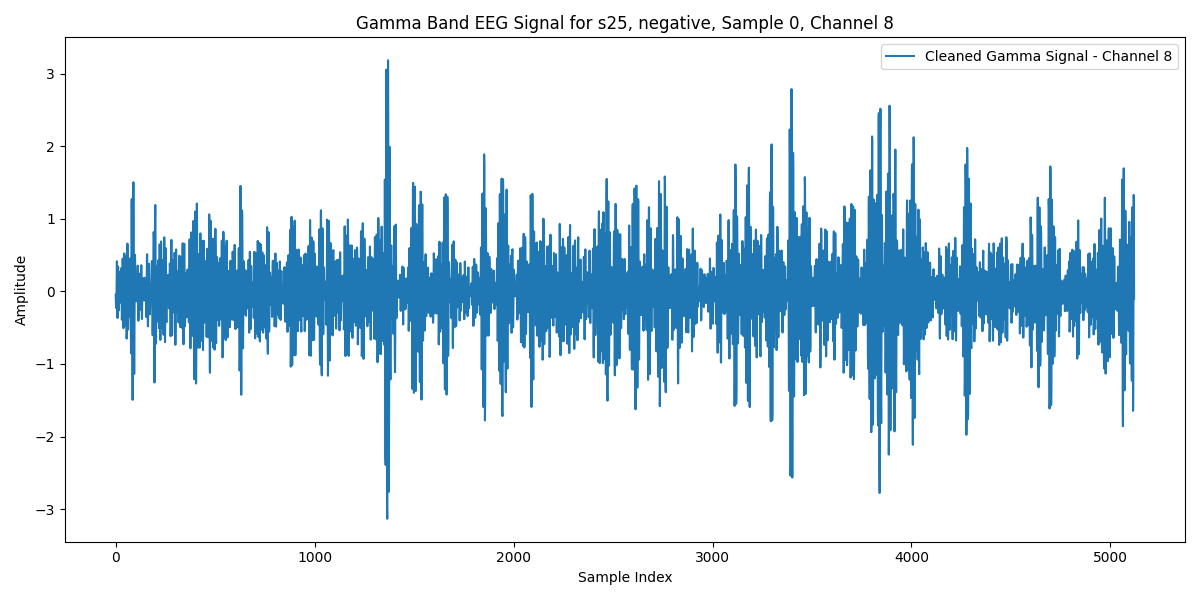 Gamma Band EEG Signal for s25, negative, Sample 0, Channel 8
Cleaned Gamma Signal - Channel 8
Amplitude
3
2
1
0
−1
−2
−3
0 1000 2000 3000 4000 5000
Sample Index